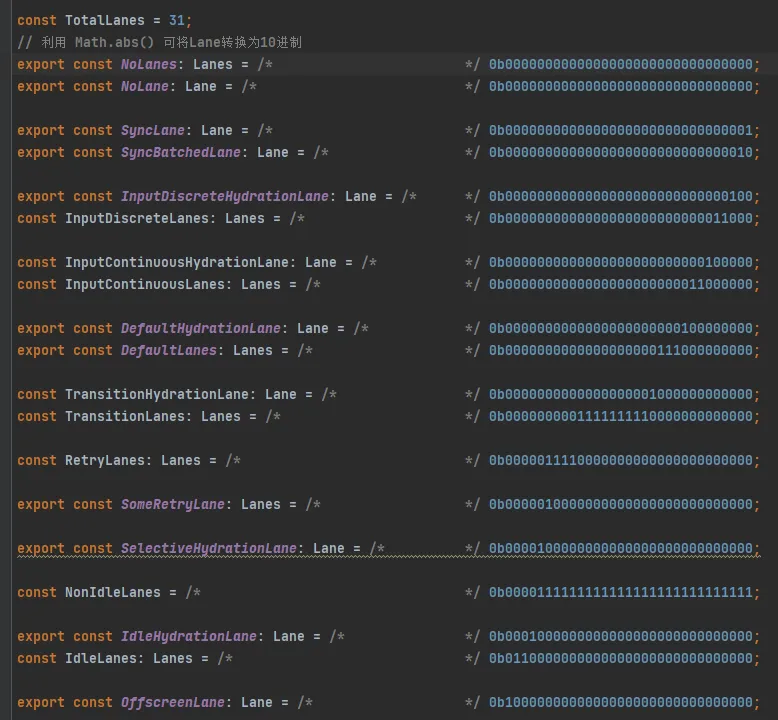 const TotalLanes = 31;
// 利用 Math.abs() 可将Lane转换为10进制
export const NoLanes: Lanes = /* */ 0b0000000000000000000000000000000;
export const NoLane: Lane = /* */ 0b0000000000000000000000000000000;
export const SyncLane: Lane = /* */ 0b0000000000000000000000000000001;
export const SyncBatchedLane: Lane = /* */ 0b0000000000000000000000000000010;
export const InputDiscreteHydrationLane: Lane = /* */ 0b0000000000000000000000000000100;
const InputDiscreteLanes: Lanes = /* */ 0b0000000000000000000000000011000;
const InputContinuousHydrationLane: Lane = /* */ 0b0000000000000000000000000100000;
const InputContinuousLanes: Lanes = /* */ 0b0000000000000000000000011000000;
export const DefaultHydrationLane: Lane = /* */ 0b0000000000000000000000100000000;
export const DefaultLanes: Lanes = /* */ 0b0000000000000000000111000000000;
const TransitionHydrationLane: Lane = /* */ 0b0000000000000000001000000000000;
const TransitionLanes: Lanes = /* */ 0b0000000001111111110000000000000;
const RetryLanes: Lanes = /* */ 0b0000011110000000000000000000000;
export const SomeRetryLane: Lanes = /* */ 0b0000010000000000000000000000000;
export const SelectiveHydrationLane: Lane = /* */ 0b0000100000000000000000000000000;
const NonIdleLanes = /* */ 0b0000111111111111111111111111111;
export const IdleHydrationLane: Lane = /* */ 0b0001000000000000000000000000000;
const IdleLanes: Lanes = /* */ 0b0110000000000000000000000000000;
export const OffscreenLane: Lane = /* */ 0b1000000000000000000000000000000;